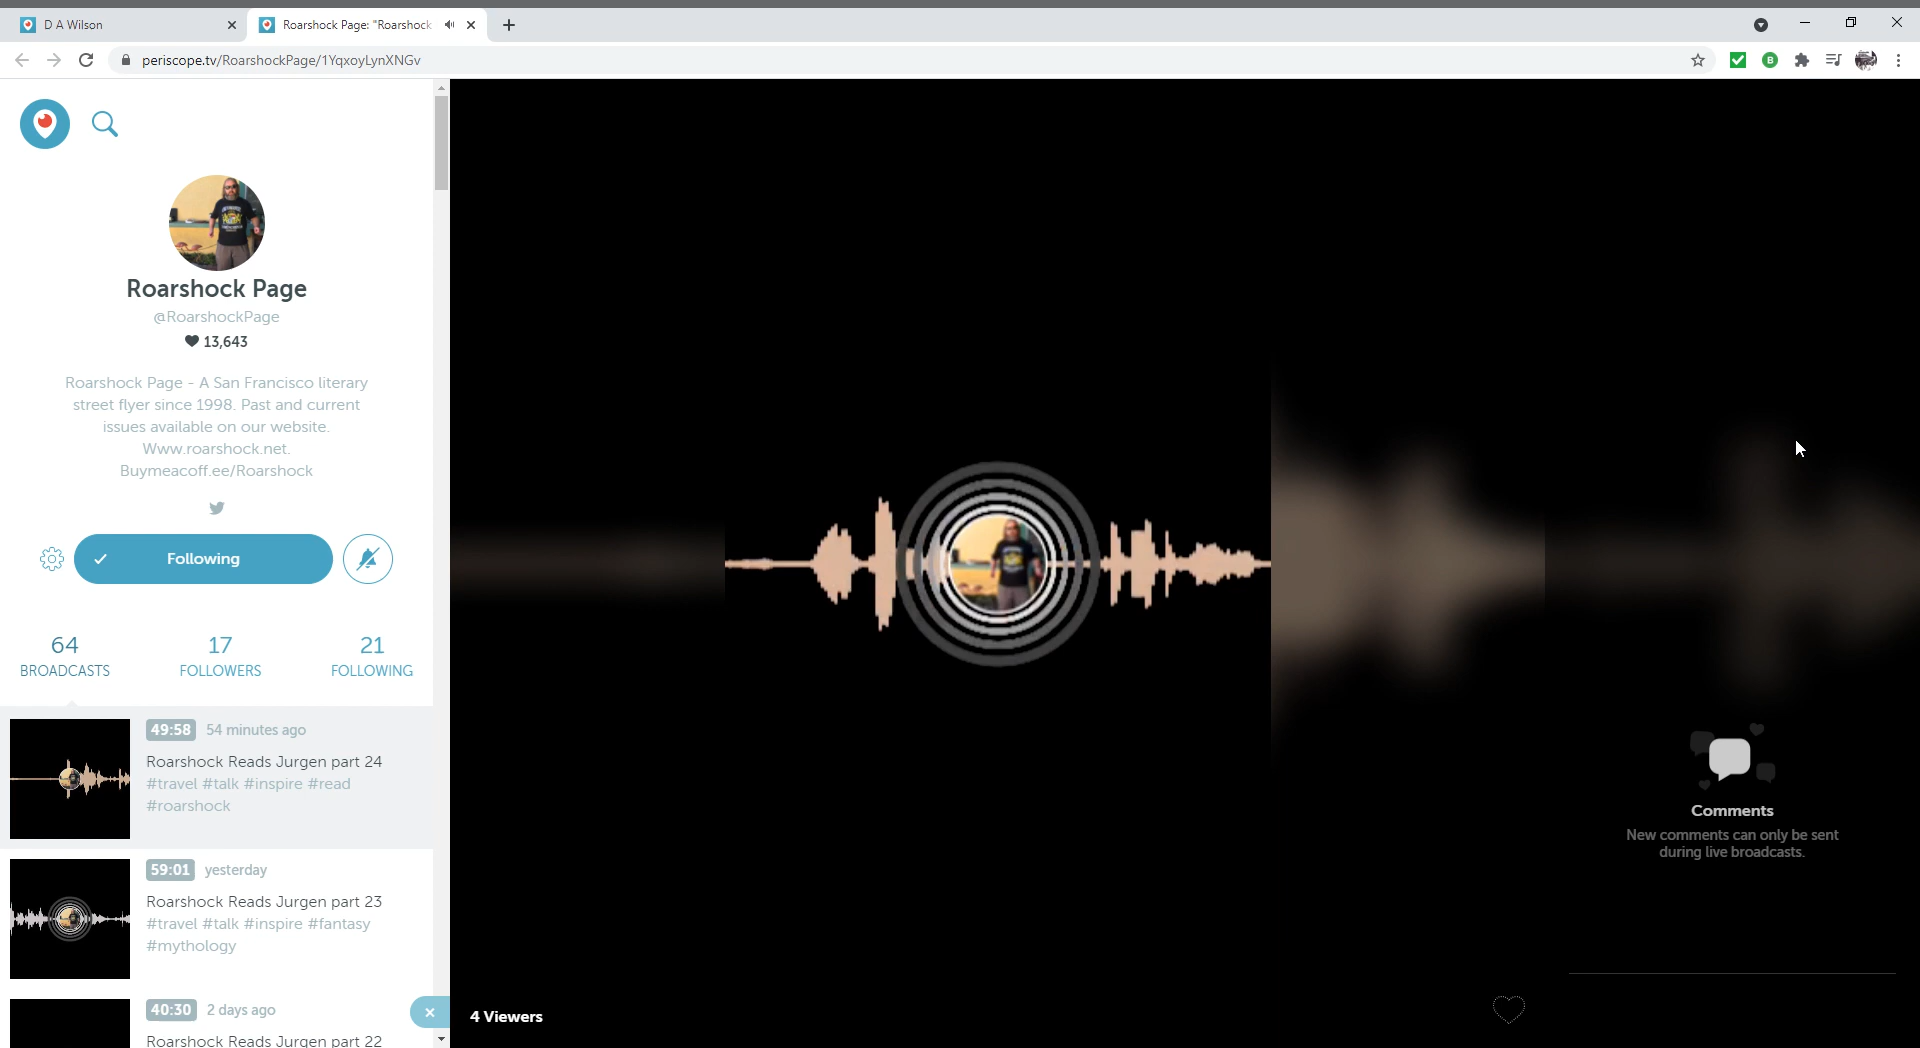 D A Wilson
Roarshock Page: "Roarshock
periscope.tv/RoarshockPage/1YqxoyLynXNGv
B
Roarshock Page
@RoarshockPage
13,643
Roarshock Page - A San Francisco literary
street flyer since 1998. Past and current
issues available on our website.
Www.roarshock.net.
Buymeacoff.ee/Roarshock
Following
64
BROADCASTS
17
FOLLOWERS
21
FOLLOWING
49:58 54 minutes ago
Roarshock Reads Jurgen part 24
#travel #talk #inspire #read
#roarshock
59:01 yesterday
Roarshock Reads Jurgen part 23
#travel #talk #inspire #fantasy
#mythology
40:30 2 days ago
Roarshock Reads Jurgen part 22
4 Viewers
Comments
New comments can only be sent
during live broadcasts.